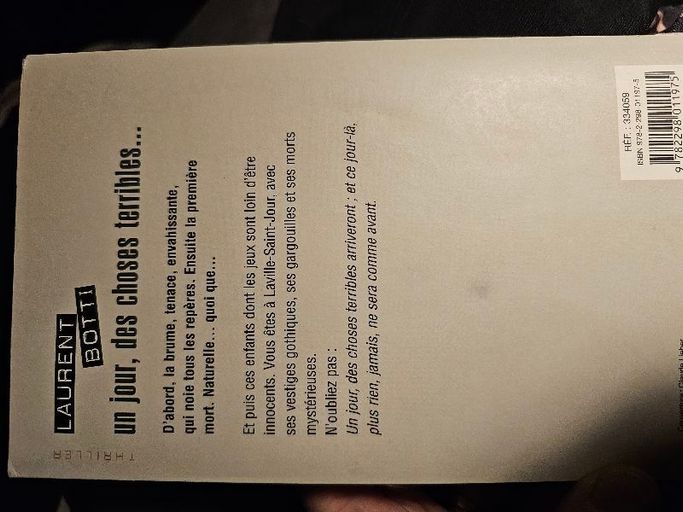 THRILLER
LAURENT
BOTTI
un jour, des choses terribles...
D'abord, la brume, tenace, envahissante,
qui noie tous les repères. Ensuite la première
mort. Naturelle... quoi que...
Et puis ces enfants dont les jeux sont loin d'être
innocents. Vous êtes à Laville-Saint-Jour, avec
ses vestiges gothiques, ses gargouilles et ses morts
mystérieuses.
N'oubliez pas :
Un jour, des choses terribles arriveront ; et ce jour-là,
plus rien, jamais, ne sera comme avant.
RÉF. : 334059
ISBN 978-2-298-01197-5
9 782298 011975
Couverture : Claude Lieber